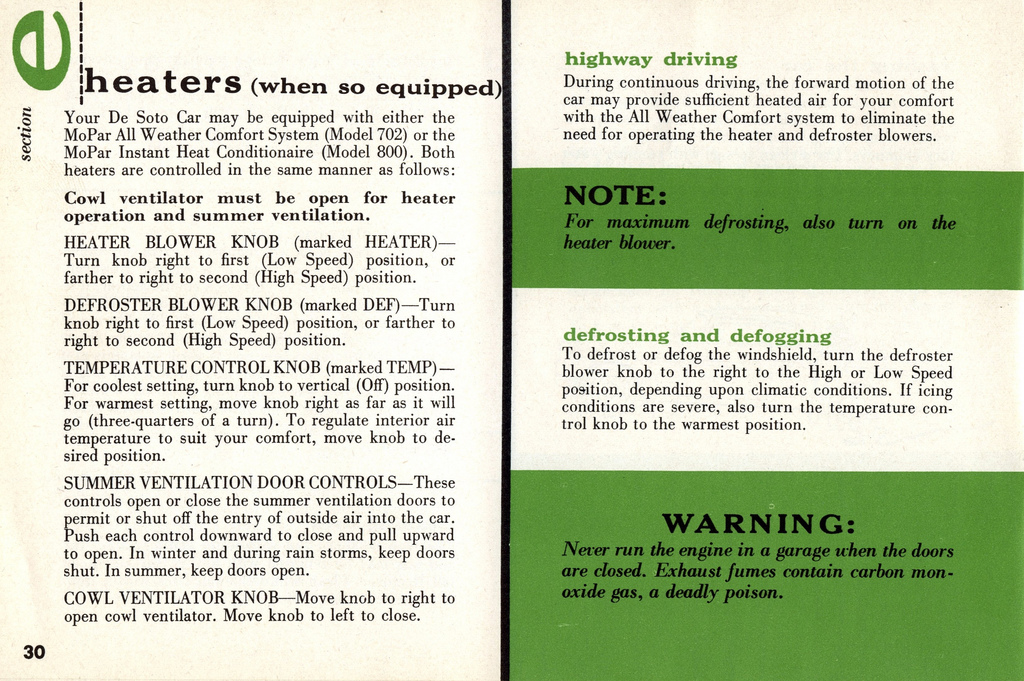 e
section
heaters (when so equipped)
Your De Soto Car may be equipped with either the
MoPar All Weather Comfort System (Model 702) or the
MoPar Instant Heat Conditionaire (Model 800). Both
heaters are controlled in the same manner as follows:
Cowl ventilator must be open for heater
operation and summer ventilation.
HEATER BLOWER KNOB (marked HEATER)—
Turn knob right to first (Low Speed) position, or
farther to right to second (High Speed) position.
DEFROSTER BLOWER KNOB (marked DEF)—Turn
knob right to first (Low Speed) position, or farther to
right to second (High Speed) position.
TEMPERATURE CONTROL KNOB (marked TEMP)—
For coolest setting, turn knob to vertical (Off) position.
For warmest setting, move knob right as far as it will
go (three-quarters of a turn). To regulate interior air
temperature to suit your comfort, move knob to de-
sired position.
SUMMER VENTILATION DOOR CONTROLS—These
controls open or close the summer ventilation doors to
permit or shut off the entry of outside air into the car.
Push each control downward to close and pull upward
to open. In winter and during rain storms, keep doors
shut. In summer, keep doors open.
COWL VENTILATOR KNOB—Move knob to right to
open cowl ventilator. Move knob to left to close.
30
highway driving
During continuous driving, the forward motion of the
car may provide sufficient heated air for your comfort
with the All Weather Comfort system to eliminate the
need for operating the heater and defroster blowers.
NOTE:
For maximum defrosting, also turn on the
heater blower.
defrosting and defogging
To defrost or defog the windshield, turn the defroster
blower knob to the right to the High or Low Speed
position, depending upon climatic conditions. If icing
conditions are severe, also turn the temperature con-
trol knob to the warmest position.
WARNING:
Never run the engine in a garage when the doors
are closed. Exhaust fumes contain carbon mon-
oxide gas, a deadly poison.